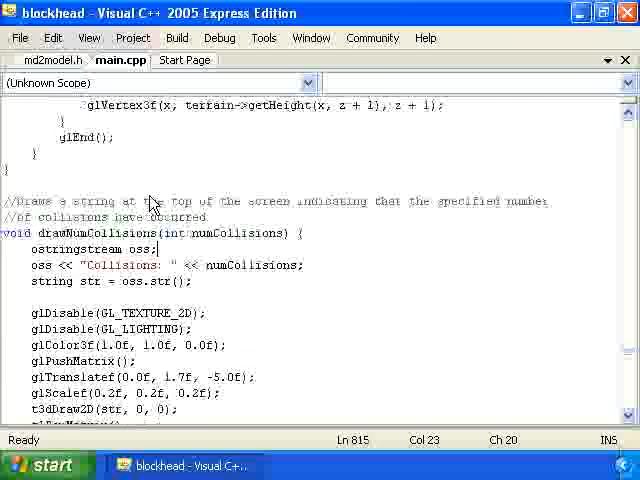 blockhead - Visual C++ 2005 Express Edition
File Edit View Project Build Debug Tools Window Community Help
md2model.h main.cpp Start Page
(Unknown Scope)
glVertex3f(x, terrain->getHeight(x, z + 1), z + 1);
}
glEnd();
}
}
//Draws a string at the top of the screen indicating that the specified number
//of collisions have occurred
void drawNumCollisions(int numCollisions) {
ostringstream oss;
oss << "Collisions: " << numCollisions;
string str = oss.str();
glDisable(GL_TEXTURE_2D);
glDisable(GL_LIGHTING);
glColor3f(1.0f, 1.0f, 0.0f);
glPushMatrix();
glTranslatef(0.0f, 1.7f, -5.0f);
glScalef(0.2f, 0.2f, 0.2f);
t3dDraw2D(str, 0, 0);
Ready Ln 815 Col 23 Ch 20 INS
start blockhead - Visual C++...